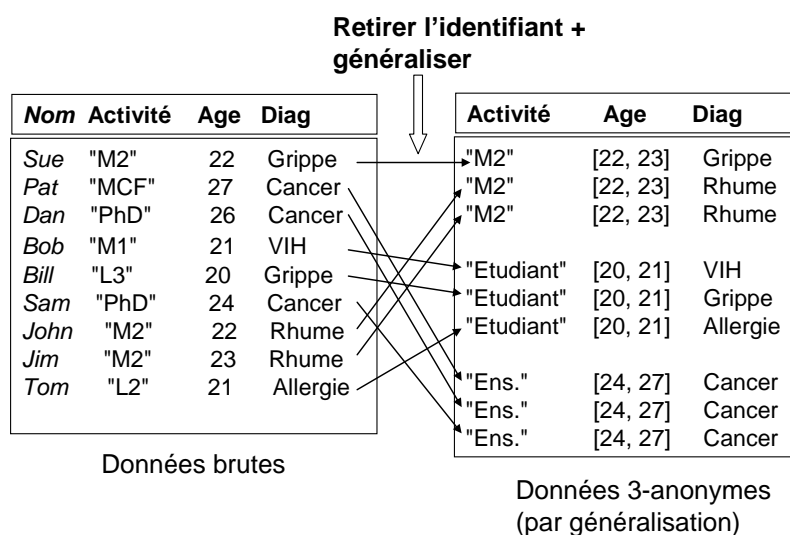 Retirer l’identifiant +
généraliser
Nom Activité Age Diag
Sue "M2" 22 Grippe
Pat "MCF" 27 Cancer
Dan "PhD" 26 Cancer
Bob "M1" 21 VIH
Bill "L3" 20 Grippe
Sam "PhD" 24 Cancer
John "M2" 22 Rhume
Jim "M2" 23 Rhume
Tom "L2" 21 Allergie
Données brutes
Activité Age Diag
"M2" [22, 23] Grippe
"M2" [22, 23] Rhume
"M2" [22, 23] Rhume
"Etudiant" [20, 21] VIH
"Etudiant" [20, 21] Grippe
"Etudiant" [20, 21] Allergie
"Ens." [24, 27] Cancer
"Ens." [24, 27] Cancer
"Ens." [24, 27] Cancer
Données 3-anonymes
(par généralisation)